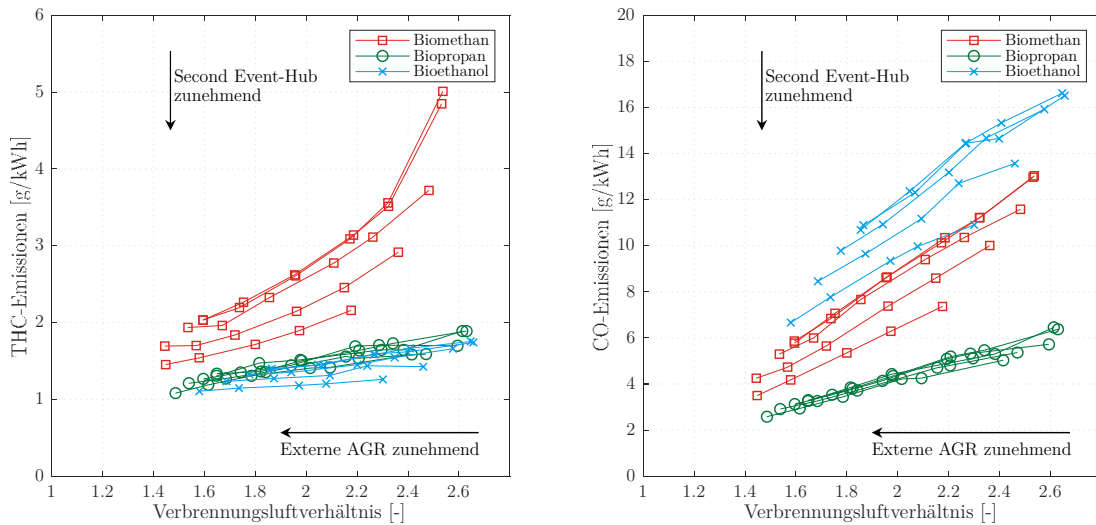 6
5
4
3
2
1
0
THC-Emissionen [g/kWh]
Second Event-Hub
zunehmend
Biomethan
Biopropan
Bioethanol
Externe AGR zunehmend
1 1.2 1.4 1.6 1.8 2 2.2 2.4 2.6
Verbrennungsluftverhältnis [-]
20
18
16
14
12
10
8
6
4
2
0
CO-Emissionen [g/kWh]
Second Event-Hub
zunehmend
Biomethan
Biopropan
Bioethanol
Externe AGR zunehmend
1 1.2 1.4 1.6 1.8 2 2.2 2.4 2.6
Verbrennungsluftverhältnis [-]